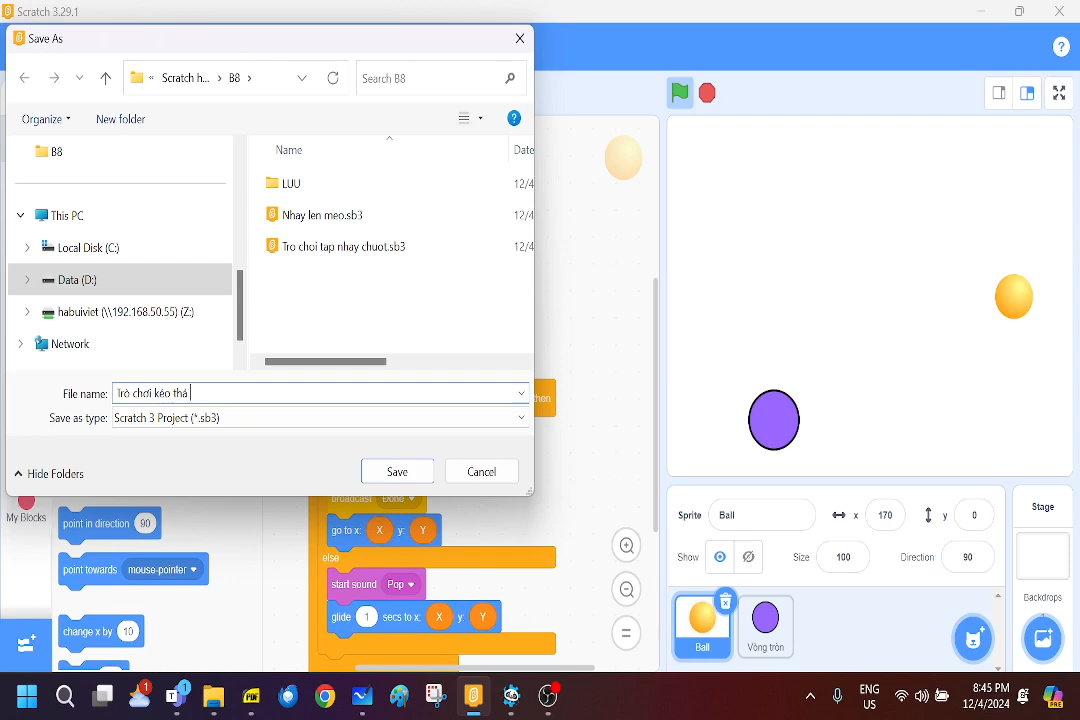 Scratch 3.29.1
Save As
« Scratch h... > B8 >
Search B8
Organize
New folder
B8
This PC
Local Disk (C:)
Data (D:)
habuiviet (\\192.168.50.55) (Z:)
Network
Name
Date
LUU
12/4
Nhay len meo.sb3
12/4
Tro choi tap nhay chuot.sb3
12/4
File name: Trò chơi kéo thả
Save as type: Scratch 3 Project (*.sb3)
Hide Folders
Save
Cancel
then
My Blocks
point in direction 90
point towards mouse-pointer
change x by 10
broadcast Done
go to x: X y: Y
else
start sound Pop
glide 1 secs to x: X y: Y
Sprite Ball
x 170
y 0
Show
Size 100
Direction 90
Ball
Vòng tròn
Stage
Backdrops
1
1
PDF
ENG
US
8:45 PM
12/4/2024
PRE